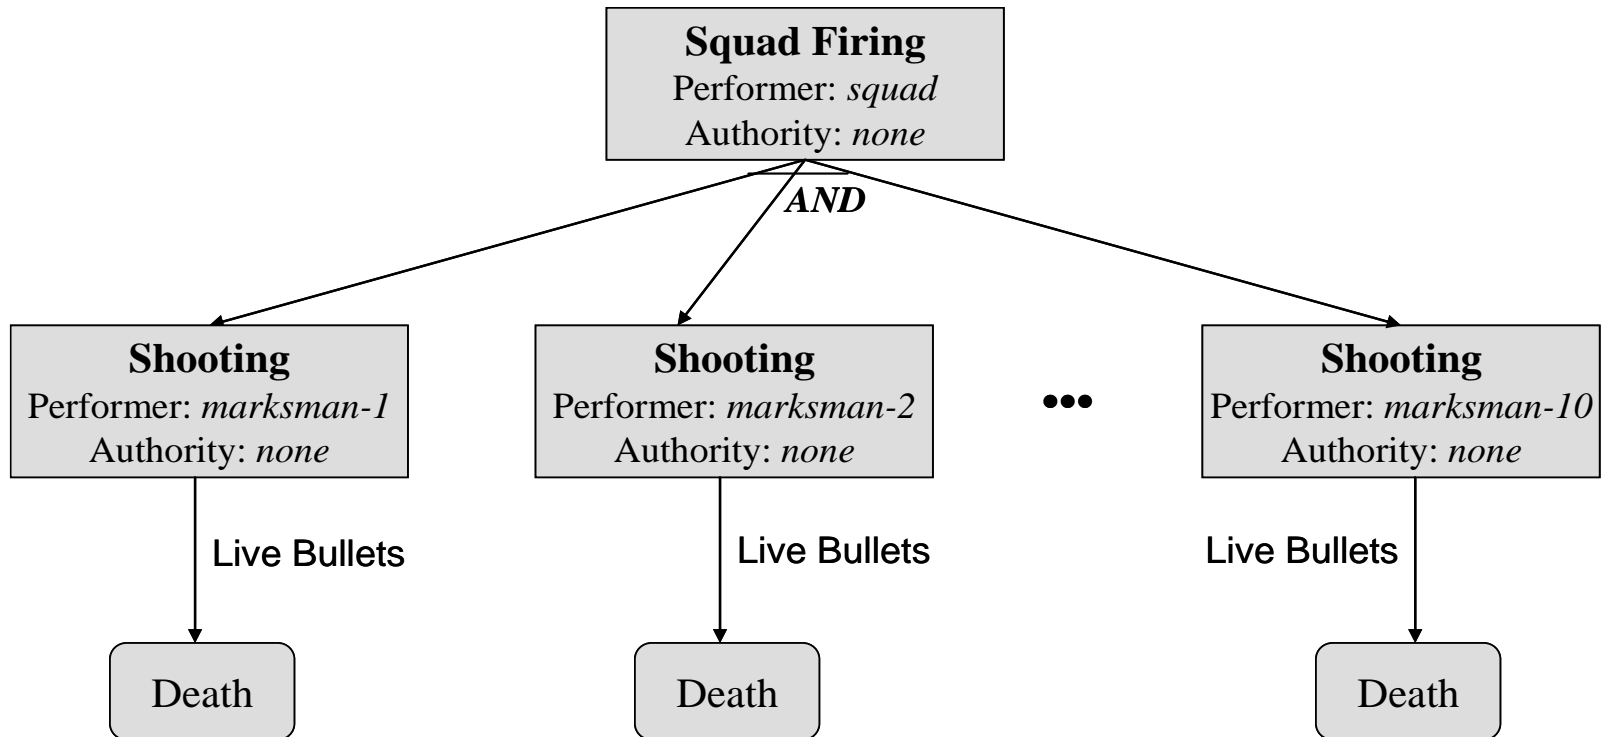 Squad Firing
Performer: squad
Authority: none
AND
Shooting
Performer: marksman-1
Authority: none
Shooting
Performer: marksman-2
Authority: none
•••
Shooting
Performer: marksman-10
Authority: none
Live Bullets
Live Bullets
Live Bullets
Death
Death
Death